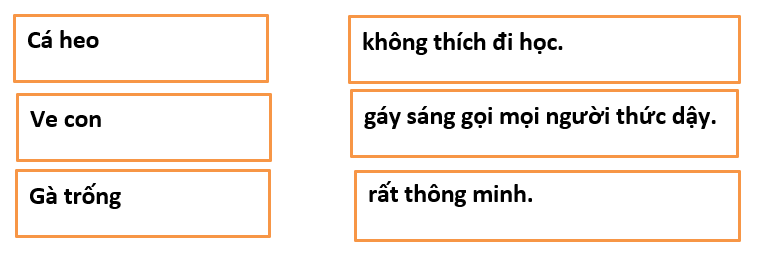 Cá heo
không thích đi học.
Ve con
gáy sáng gọi mọi người thức dậy.
Gà trống
rất thông minh.